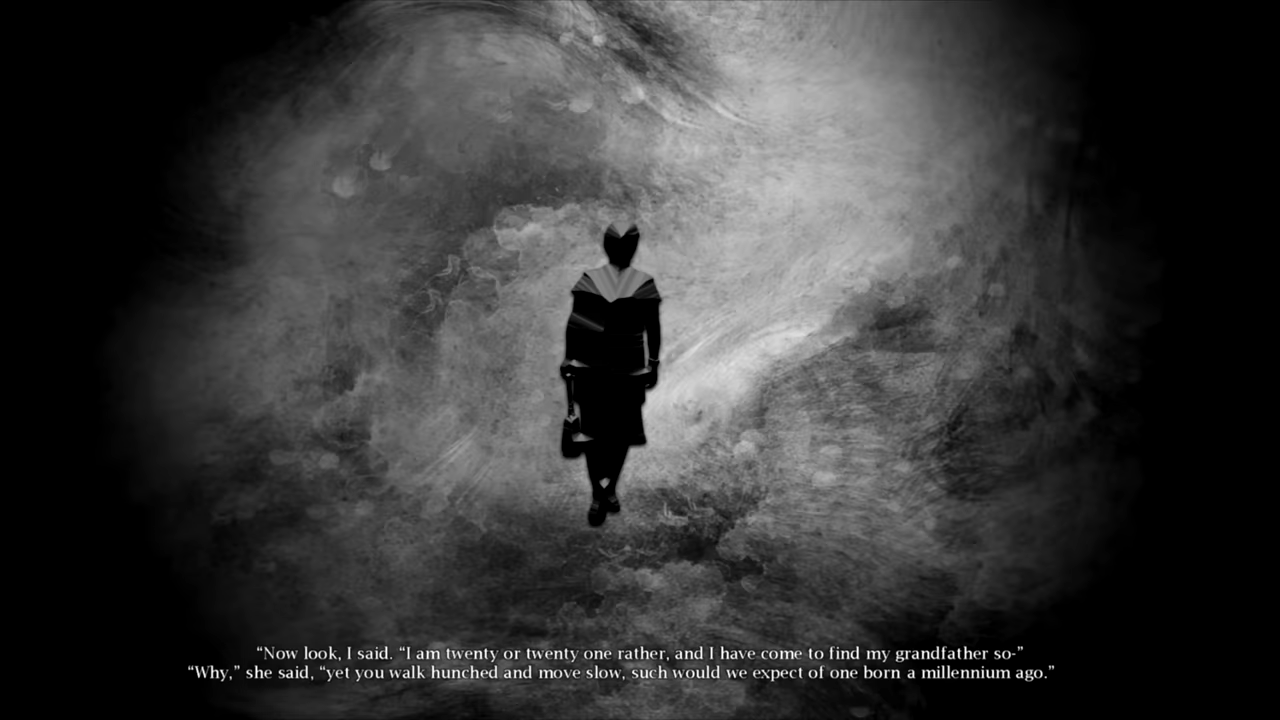 “Now look, I said. “I am twenty or twenty one rather, and I have come to find my grandfather so-”
“Why,” she said, “yet you walk hunched and move slow, such would we expect of one born a millennium ago.”